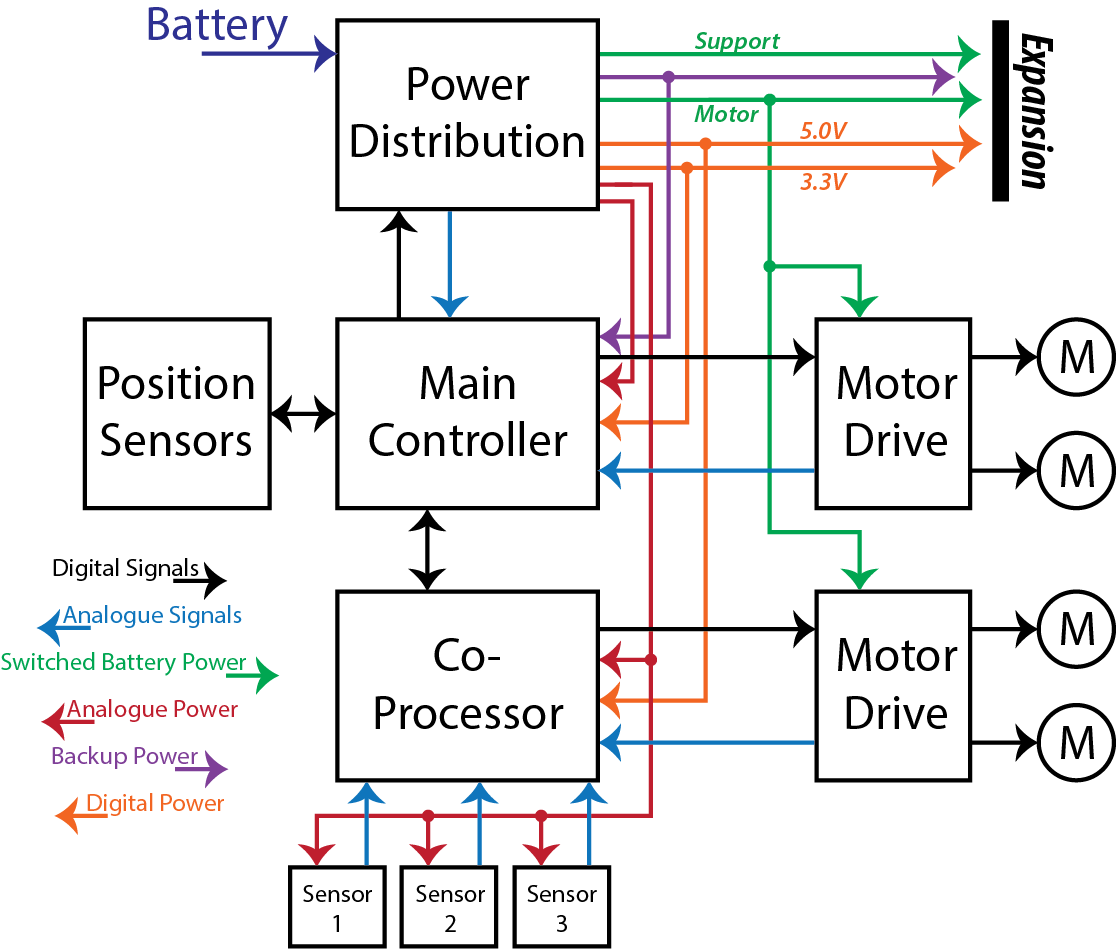 Battery
Power
Distribution
Support
Motor
5.0V
3.3V
Expansion
Position
Sensors
Main
Controller
Motor
Drive
M
M
Digital Signals
Analogue Signals
Switched Battery Power
Analogue Power
Backup Power
Digital Power
Co-
Processor
Motor
Drive
M
M
Sensor
1
Sensor
2
Sensor
3